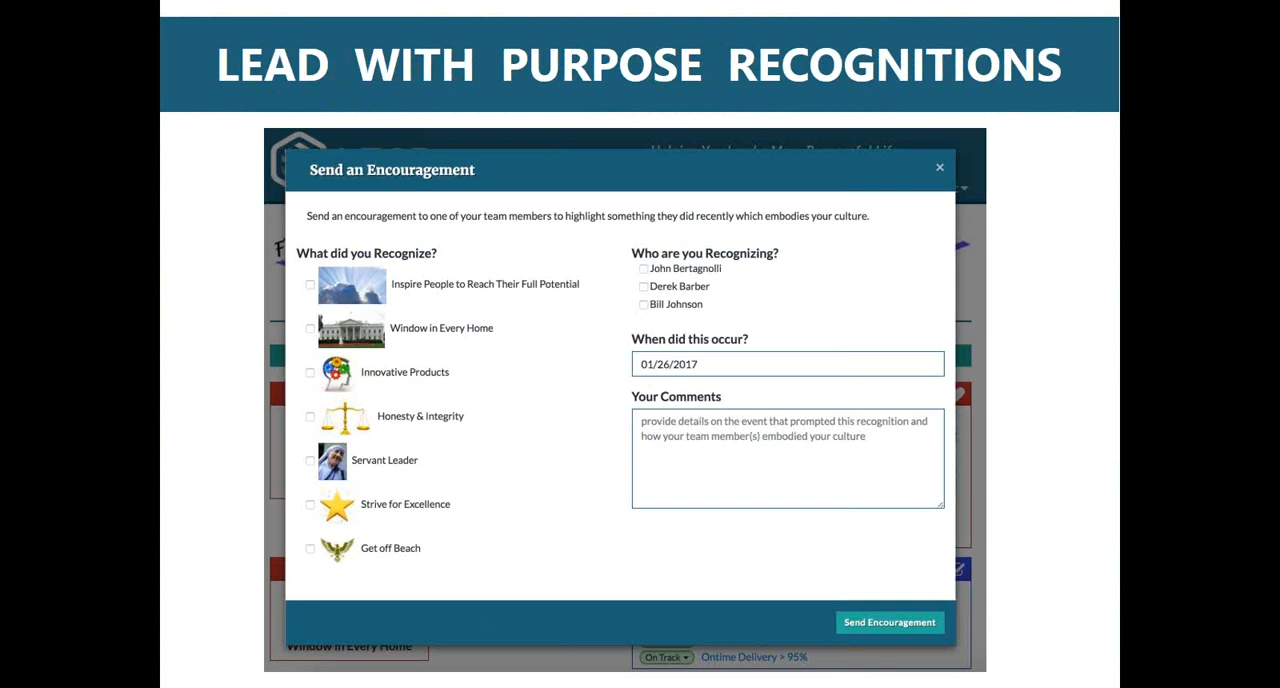 LEAD WITH PURPOSE RECOGNITIONS
Send an Encouragement
×
Send an encouragement to one of your team members to highlight something they did recently which embodies your culture.
What did you Recognize?
Inspire People to Reach Their Full Potential
Window in Every Home
Innovative Products
Honesty & Integrity
Servant Leader
Strive for Excellence
Get off Beach
Who are you Recognizing?
John Bertagnolli
Derek Barber
Bill Johnson
When did this occur?
01/26/2017
Your Comments
provide details on the event that prompted this recognition and
how your team member(s) embodied your culture
Send Encouragement
Window in Every Home
On Track
Ontime Delivery > 95%